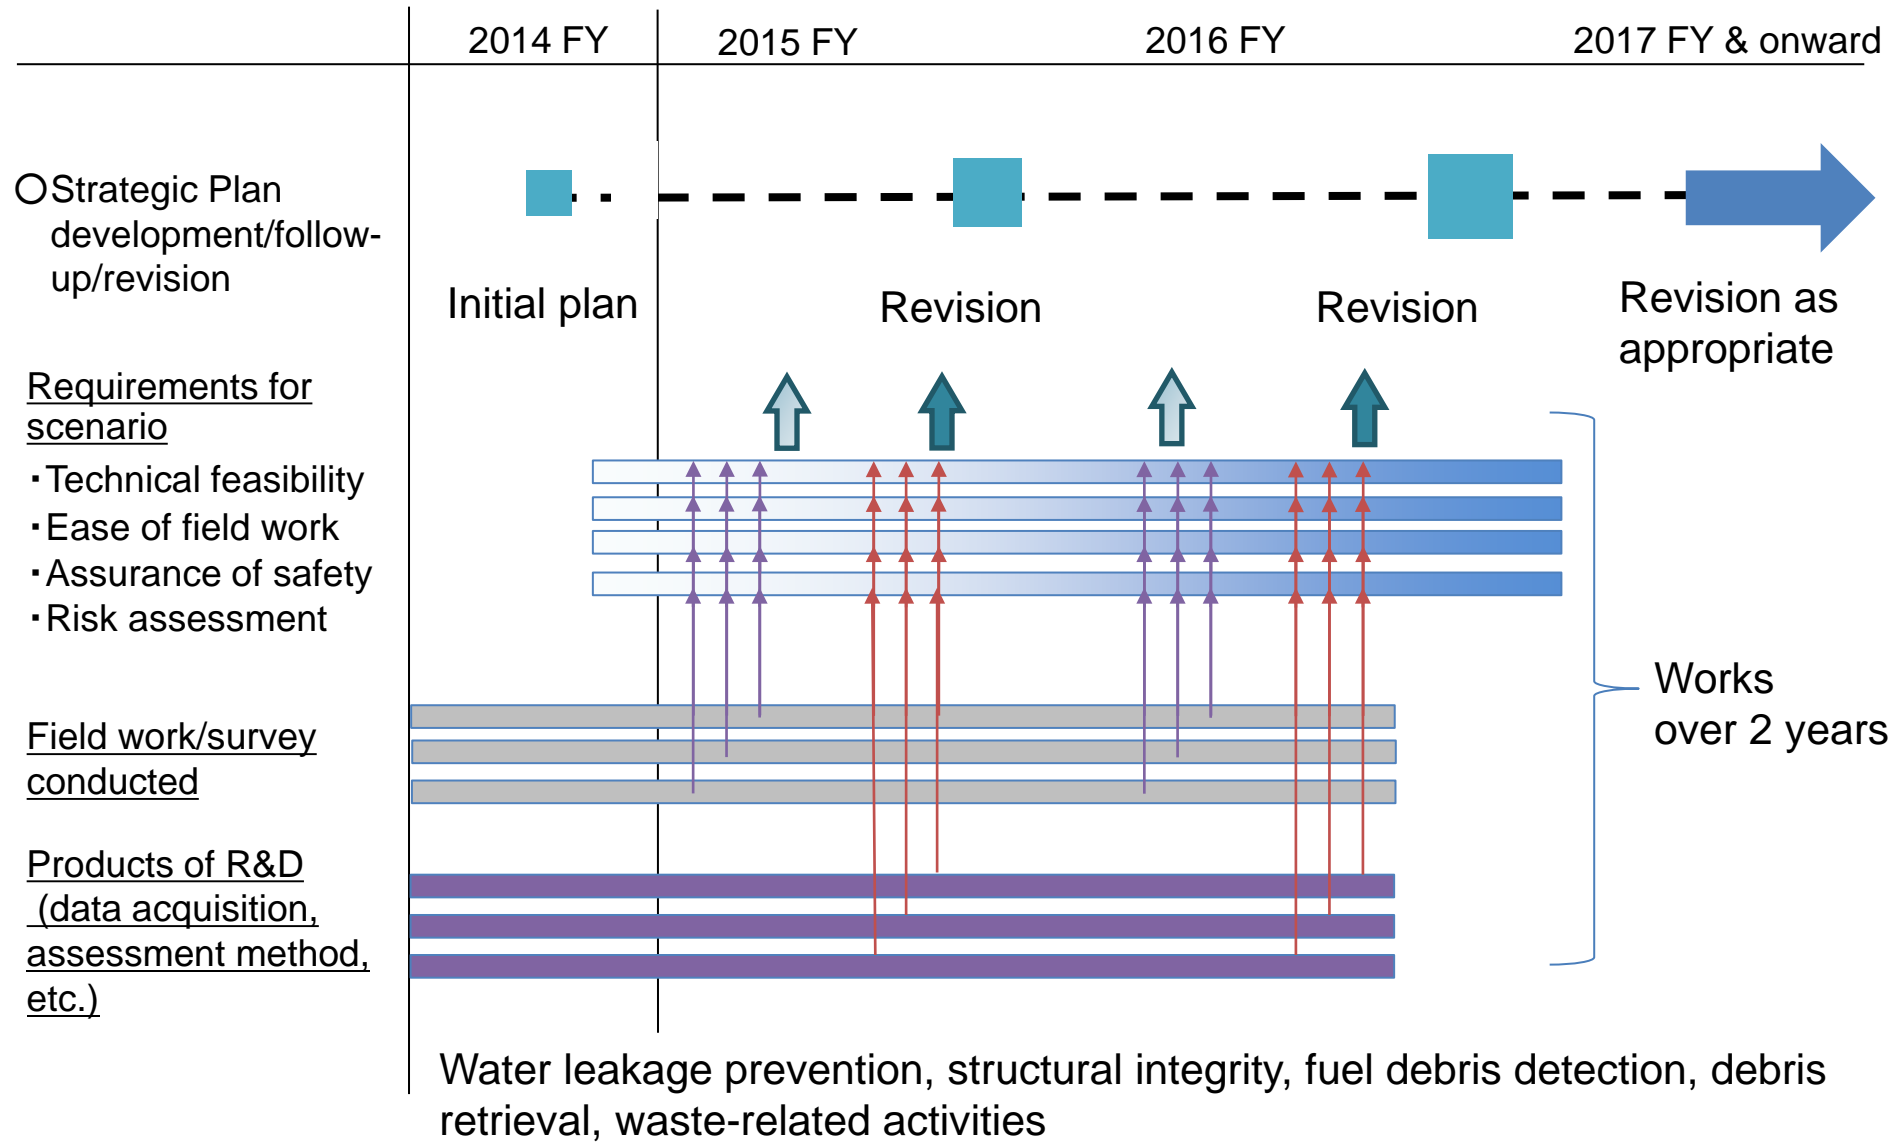 2014 FY
2015 FY
2016 FY
2017 FY & onward
○Strategic Plan
development/follow-
up/revision
Initial plan
Revision
Revision
Revision as
appropriate
Requirements for
scenario
・Technical feasibility
・Ease of field work
・Assurance of safety
・Risk assessment
Works
over 2 years
Field work/survey
conducted
Products of R&D
(data acquisition,
assessment method,
etc.)
Water leakage prevention, structural integrity, fuel debris detection, debris
retrieval, waste-related activities